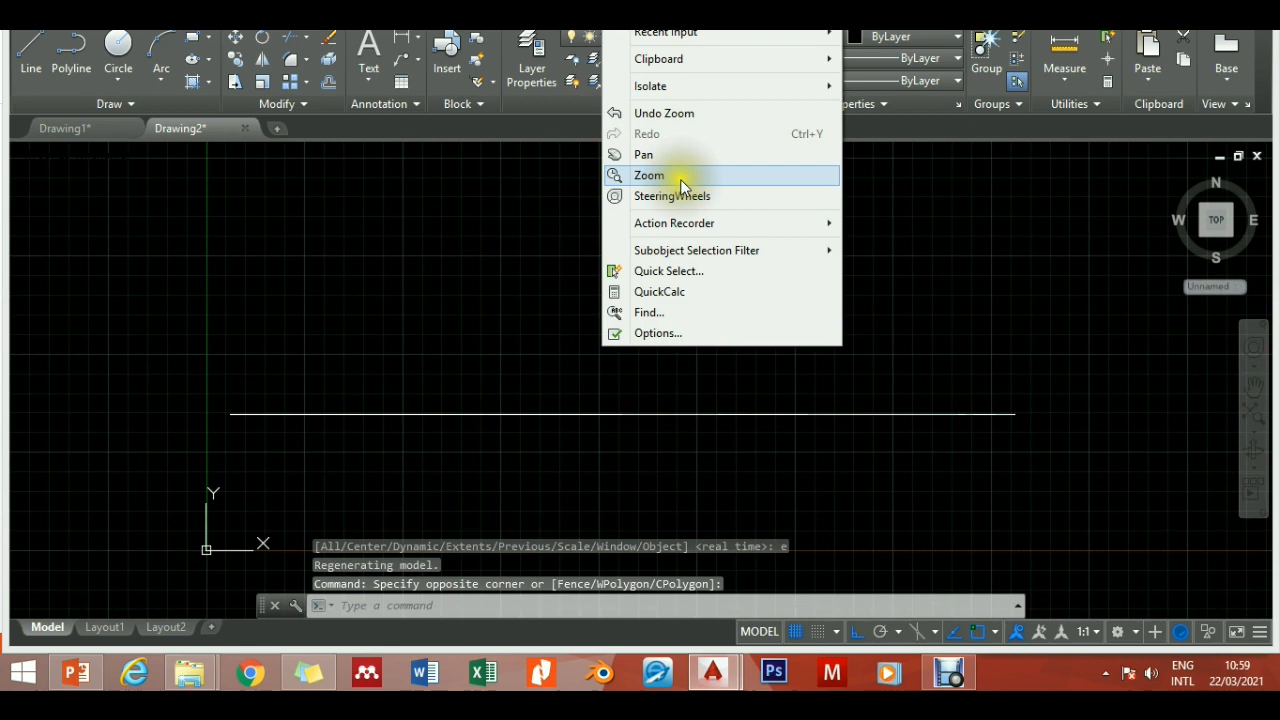 Line
Polyline
Circle
Arc
Text
Insert
Layer
Properties
Recent Input
ByLayer
ByLayer
ByLayer
Group
Measure
Paste
Base
Draw
Modify
Annotation
Block
perties
Groups
Utilities
Clipboard
View
Drawing1*
Drawing2*
Clipboard
Isolate
Undo Zoom
Redo Ctrl+Y
Pan
Zoom
SteeringWheels
Action Recorder
Subobject Selection Filter
Quick Select...
QuickCalc
Find...
Options...
N
W TOP E
S
Unnamed
Y
X
[All/Center/Dynamic/Extents/Previous/Scale/Window/Object] <real time>: e
Regenerating model.
Command: Specify opposite corner or [Fence/WPolygon/CPolygon]:
Type a command
Model Layout1 Layout2
MODEL 1:1
ENG 10:59
INTL 22/03/2021